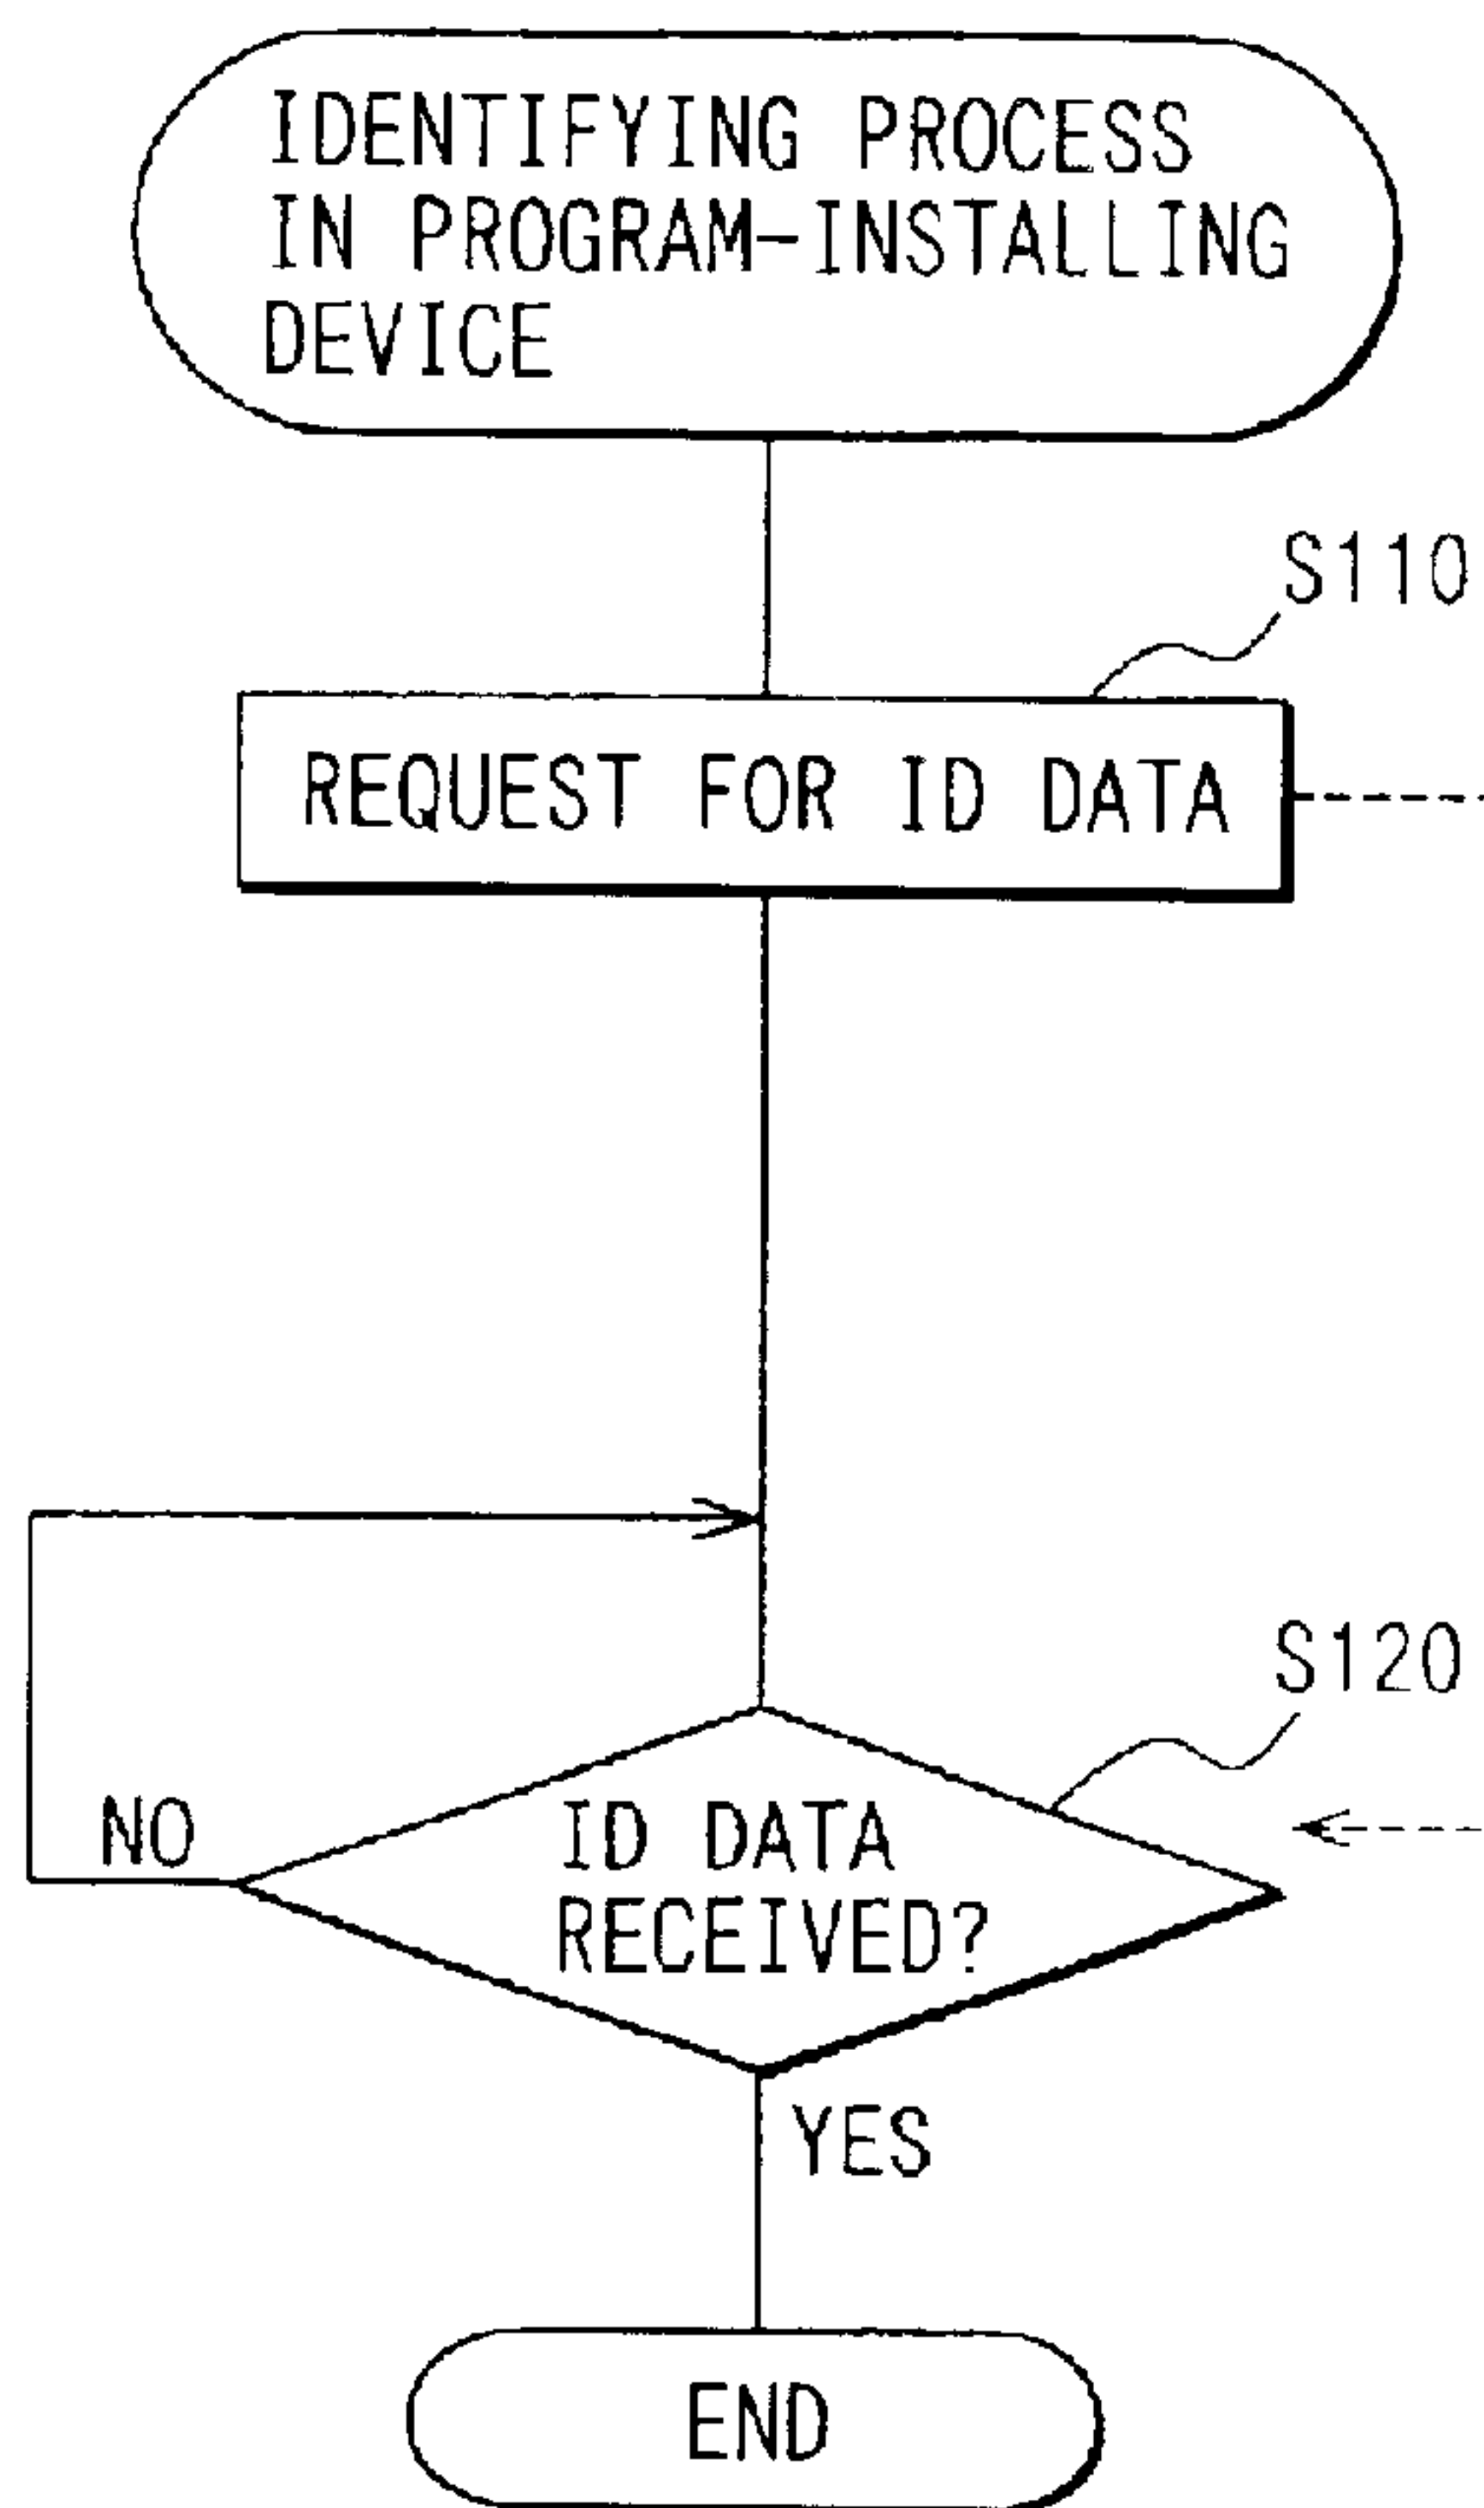 IDENTIFYING PROCESS
IN PROGRAM-INSTALLING
DEVICE
S110
REQUEST FOR ID DATA
S120
NO
ID DATA
RECEIVED?
YES
END